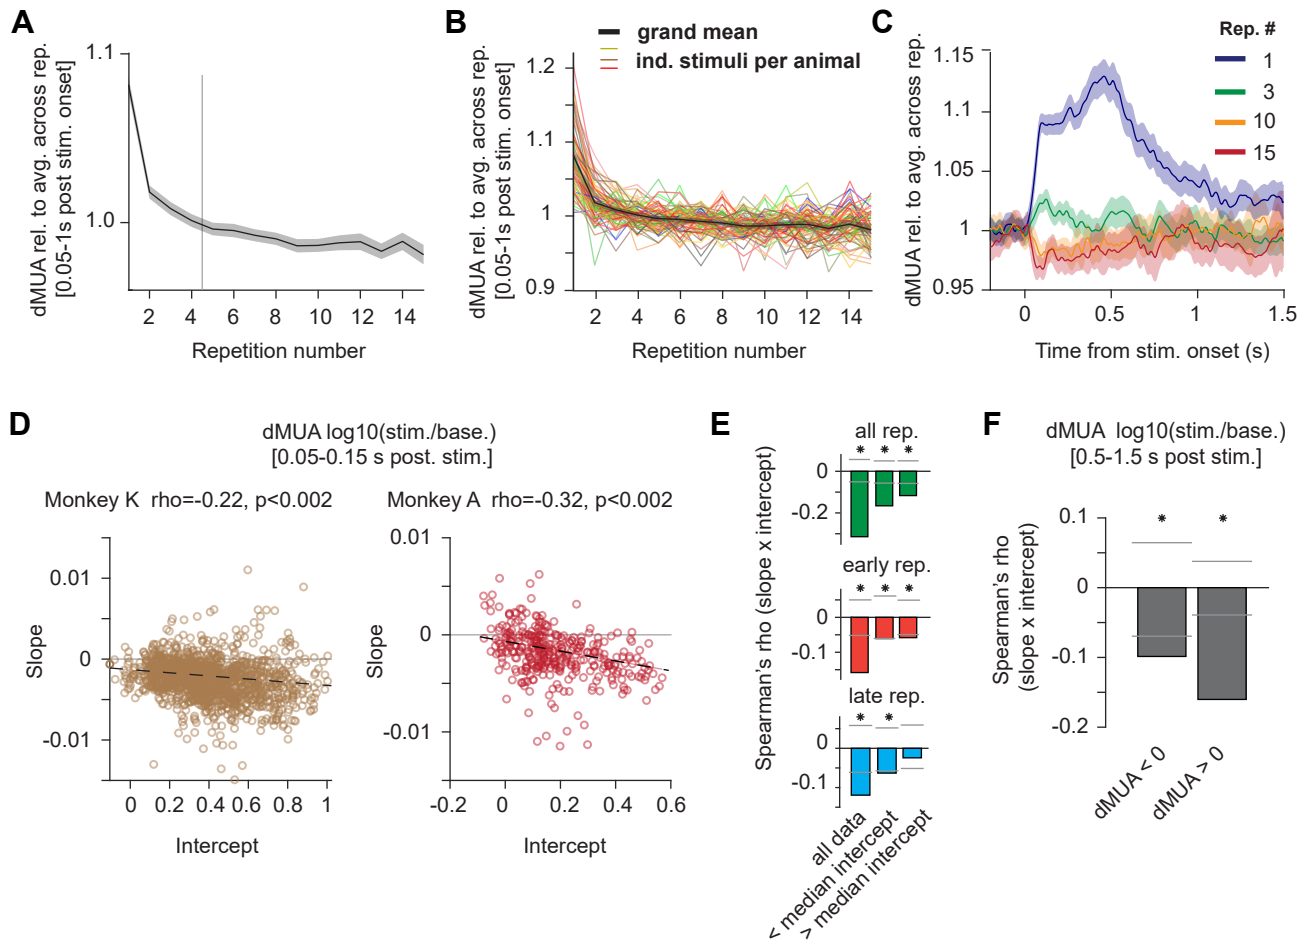 A
dMUA rel. to avg. across rep.
[0.05-1s post stim. onset]
1.1
1.0
2 4 6 8 10 12 14
Repetition number
B
grand mean
ind. stimuli per animal
dMUA rel. to avg. across rep.
[0.05-1s post stim. onset]
1.2
1.1
1
0.9
2 4 6 8 10 12 14
Repetition number
C
Rep. #
1
3
10
15
dMUA rel. to avg. across rep.
1.15
1.1
1.05
1
0.95
0 0.5 1 1.5
Time from stim. onset (s)
D
dMUA log10(stim./base.)
[0.05-0.15 s post. stim.]
Monkey K rho=-0.22, p<0.002
Slope
0.01
0
-0.01
0 0.2 0.4 0.6 0.8 1
Intercept
Monkey A rho=-0.32, p<0.002
Slope
0.01
0
-0.01
-0.2 0 0.2 0.4 0.6
Intercept
E
Spearman's rho (slope x intercept)
all rep.
* * *
0
-0.2
early rep.
* * *
0
-0.1
late rep.
* *
0
-0.1
all data
< median intercept
> median intercept
F
dMUA log10(stim./base.)
[0.5-1.5 s post stim.]
Spearman's rho
(slope x intercept)
0.1
* *
0
-0.1
-0.2
dMUA < 0
dMUA > 0